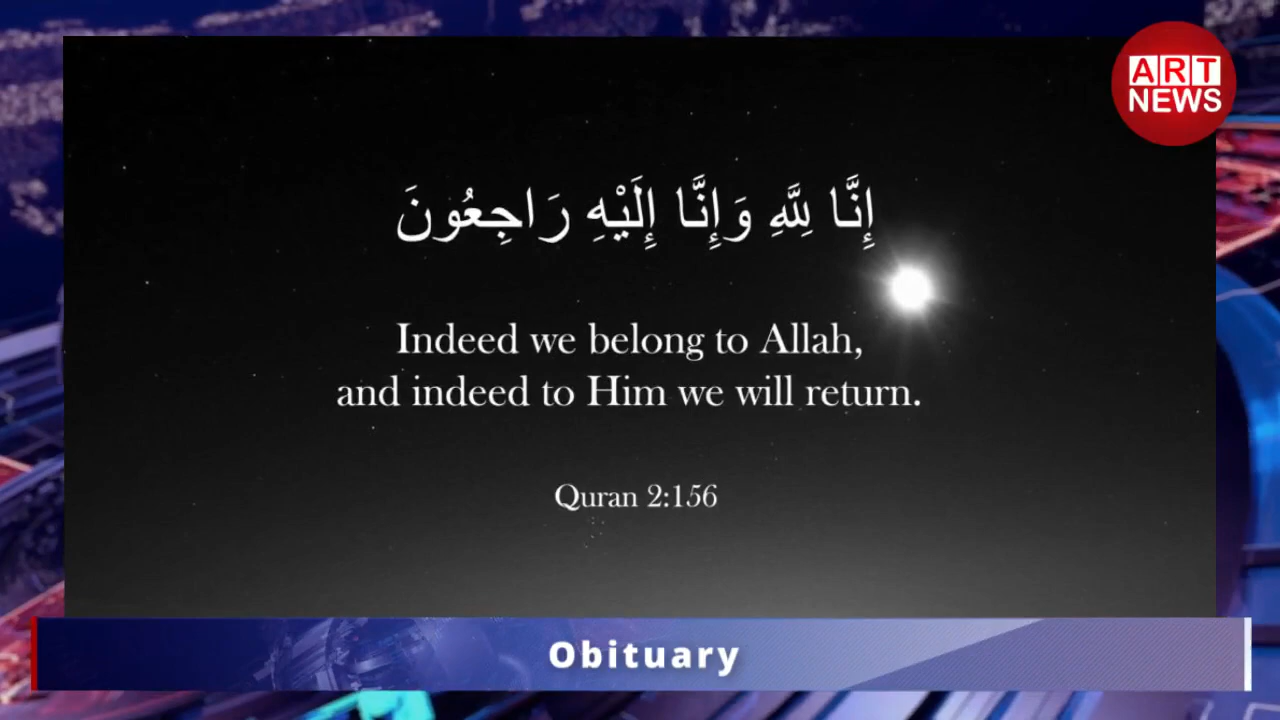 ART
NEWS
إِنَّا لِلَّهِ وَإِنَّا إِلَيْهِ رَاجِعُونَ
Indeed we belong to Allah,
and indeed to Him we will return.
Quran 2:156
Obituary